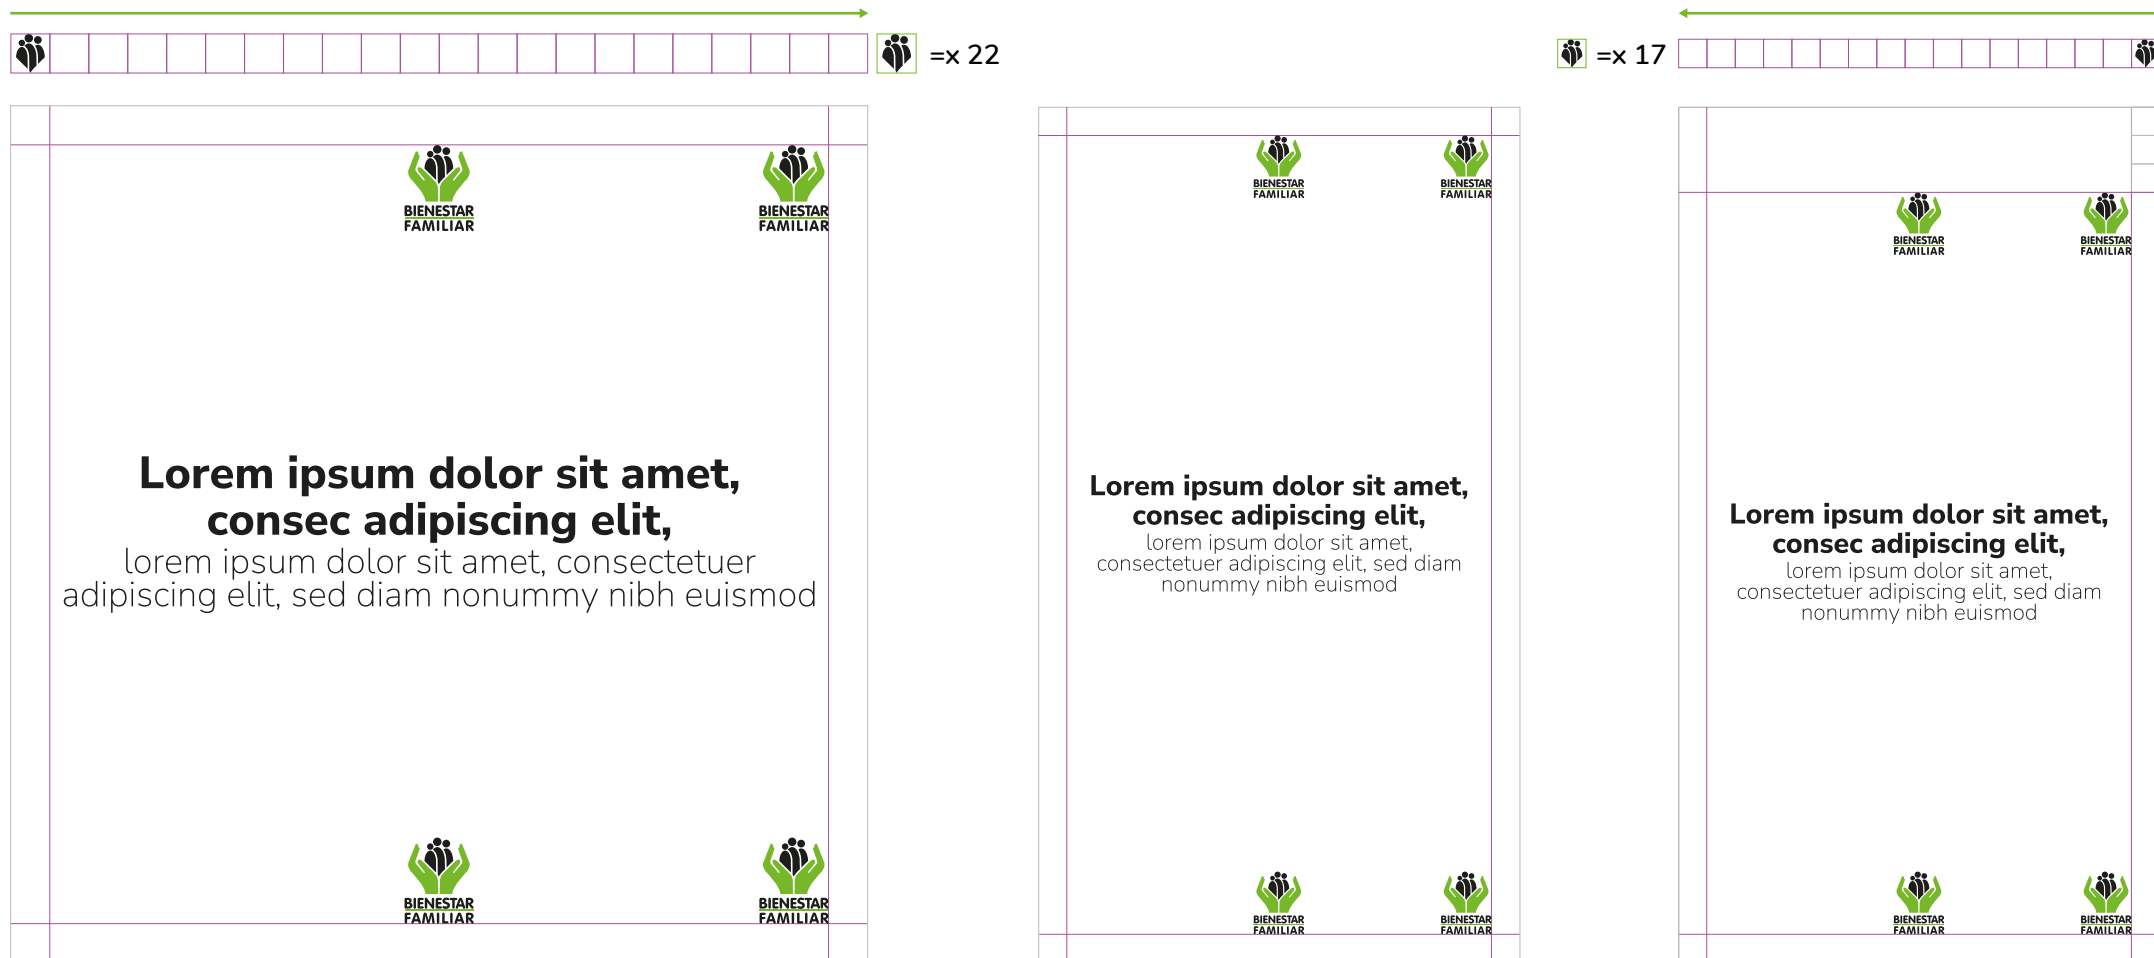 =x 22
=x 17
BIENESTAR
FAMILIAR
BIENESTAR
FAMILIAR
Lorem ipsum dolor sit amet,
consec adipiscing elit,
lorem ipsum dolor sit amet, consectetuer
adipiscing elit, sed diam nonummy nibh euismod
BIENESTAR
FAMILIAR
BIENESTAR
FAMILIAR
BIENESTAR
FAMILIAR
BIENESTAR
FAMILIAR
Lorem ipsum dolor sit amet,
consec adipiscing elit,
lorem ipsum dolor sit amet,
consectetuer adipiscing elit, sed diam
nonummy nibh euismod
BIENESTAR
FAMILIAR
BIENESTAR
FAMILIAR
BIENESTAR
FAMILIAR
BIENESTAR
FAMILIAR
Lorem ipsum dolor sit amet,
consec adipiscing elit,
lorem ipsum dolor sit amet,
consectetuer adipiscing elit, sed diam
nonummy nibh euismod
BIENESTAR
FAMILIAR
BIENESTAR
FAMILIAR